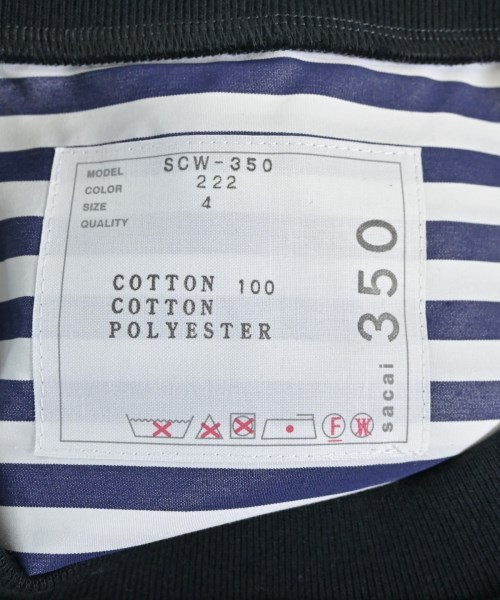 MODEL SCW-350
COLOR 222
SIZE 4
QUALITY
COTTON 100
COTTON
POLYESTER
sacai 350
F W